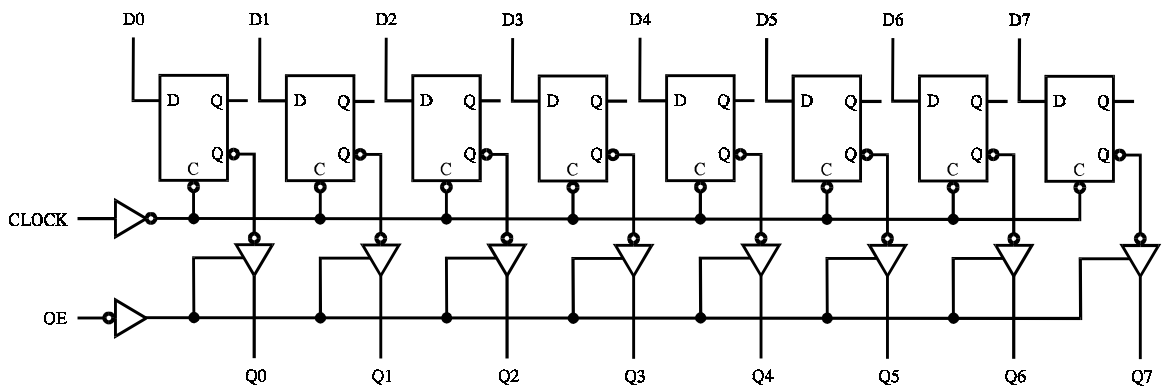 D0 D1 D2 D3 D4 D5 D6 D7
D Q D Q D Q D Q D Q D Q D Q D Q
Q Q Q Q Q Q Q Q
C C C C C C C C
CLOCK
OE
Q0 Q1 Q2 Q3 Q4 Q5 Q6 Q7